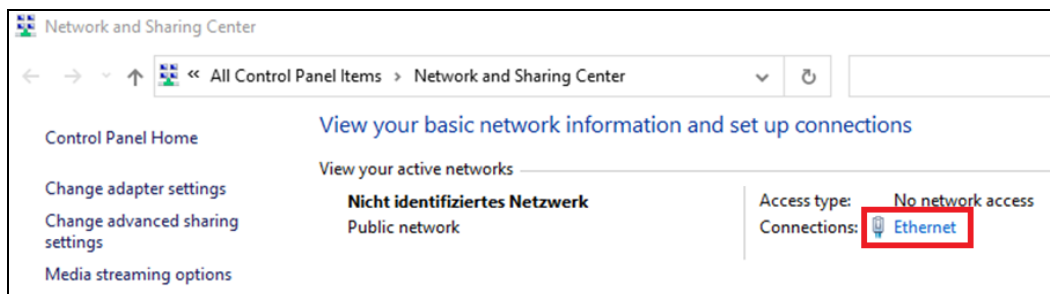 Network and Sharing Center
« All Control Panel Items > Network and Sharing Center
Control Panel Home
Change adapter settings
Change advanced sharing
settings
Media streaming options
View your basic network information and set up connections
View your active networks
Nicht identifiziertes Netzwerk
Public network
Access type: No network access
Connections: Ethernet